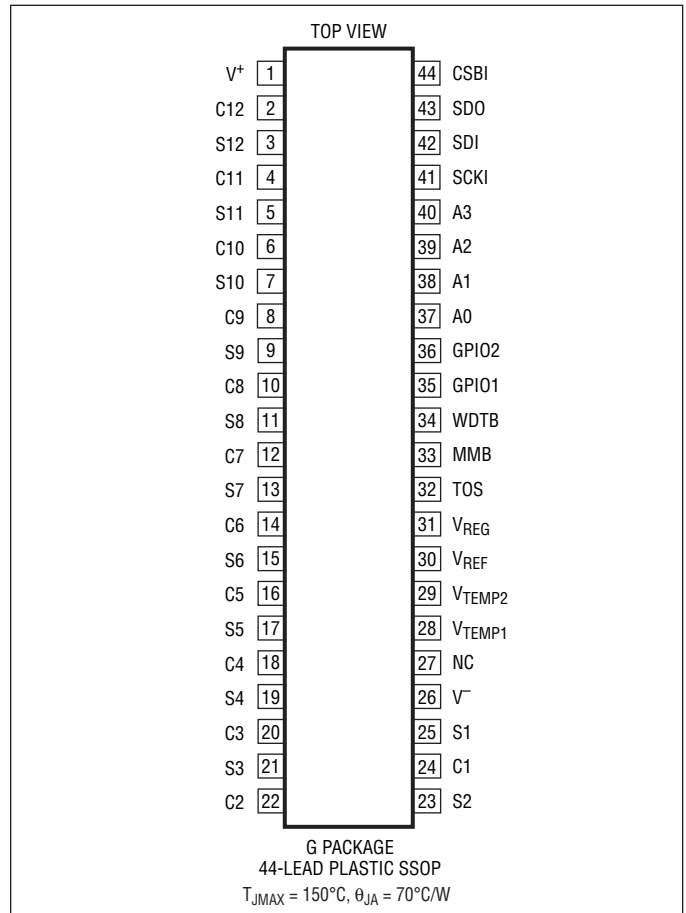 TOP VIEW
V⁺ 1 44 CSBI
C12 2 43 SDO
S12 3 42 SDI
C11 4 41 SCKI
S11 5 40 A3
C10 6 39 A2
S10 7 38 A1
C9 8 37 A0
S9 9 36 GPIO2
C8 10 35 GPIO1
S8 11 34 WDTB
C7 12 33 MMB
S7 13 32 TOS
C6 14 31 VREG
S6 15 30 VREF
C5 16 29 VTEMP2
S5 17 28 VTEMP1
C4 18 27 NC
S4 19 26 V⁻
C3 20 25 S1
S3 21 24 C1
C2 22 23 S2
G PACKAGE
44-LEAD PLASTIC SSOP
TJMAX = 150°C, θJA = 70°C/W